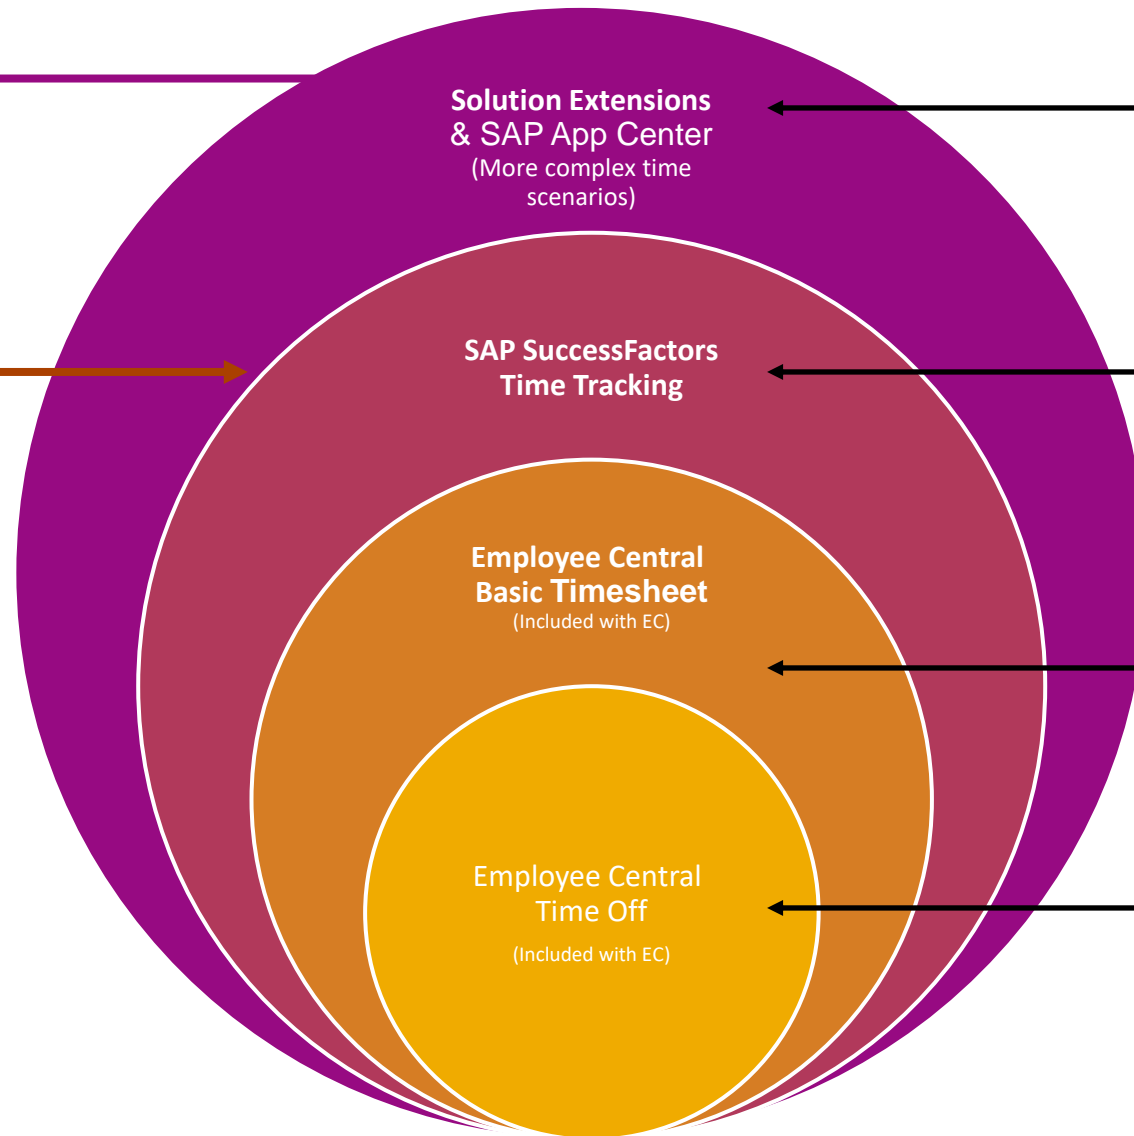 Solution Extensions
& SAP App Center
(More complex time
scenarios)
SAP SuccessFactors
Time Tracking
Employee Central
Basic Timesheet
(Included with EC)
Employee Central
Time Off
(Included with EC)